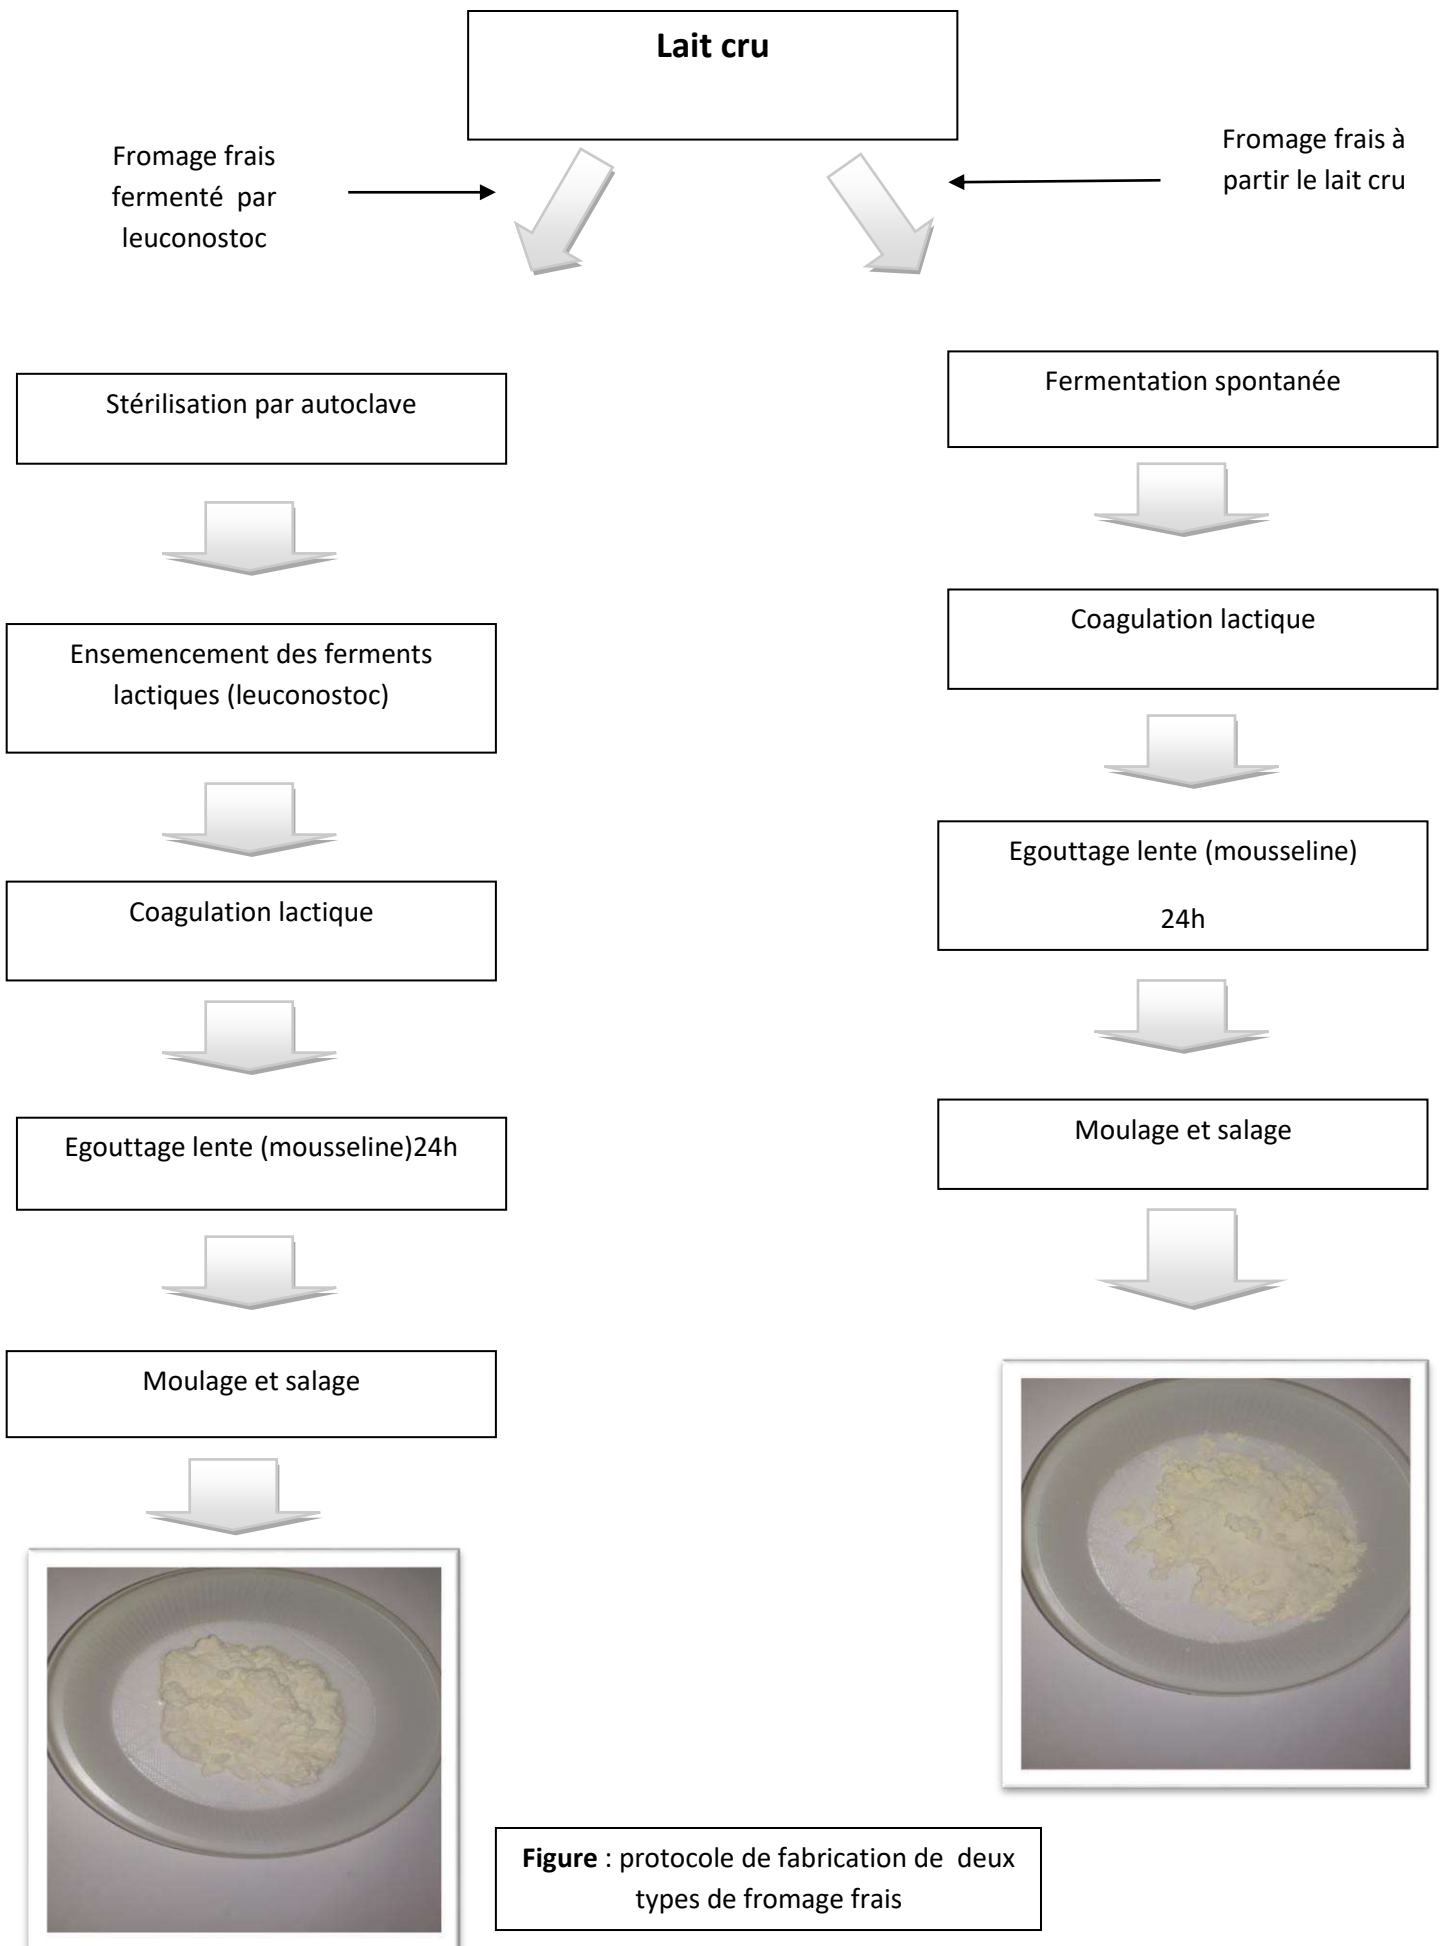 Lait cru
Fromage frais
fermenté par
leuconostoc
Fromage frais à
partir le lait cru
Stérilisation par autoclave
Ensemencement des ferments
lactiques (leuconostoc)
Coagulation lactique
Egouttage lente (mousseline)24h
Moulage et salage
Fermentation spontanée
Coagulation lactique
Egouttage lente (mousseline)
24h
Moulage et salage
Figure : protocole de fabrication de deux
types de fromage frais